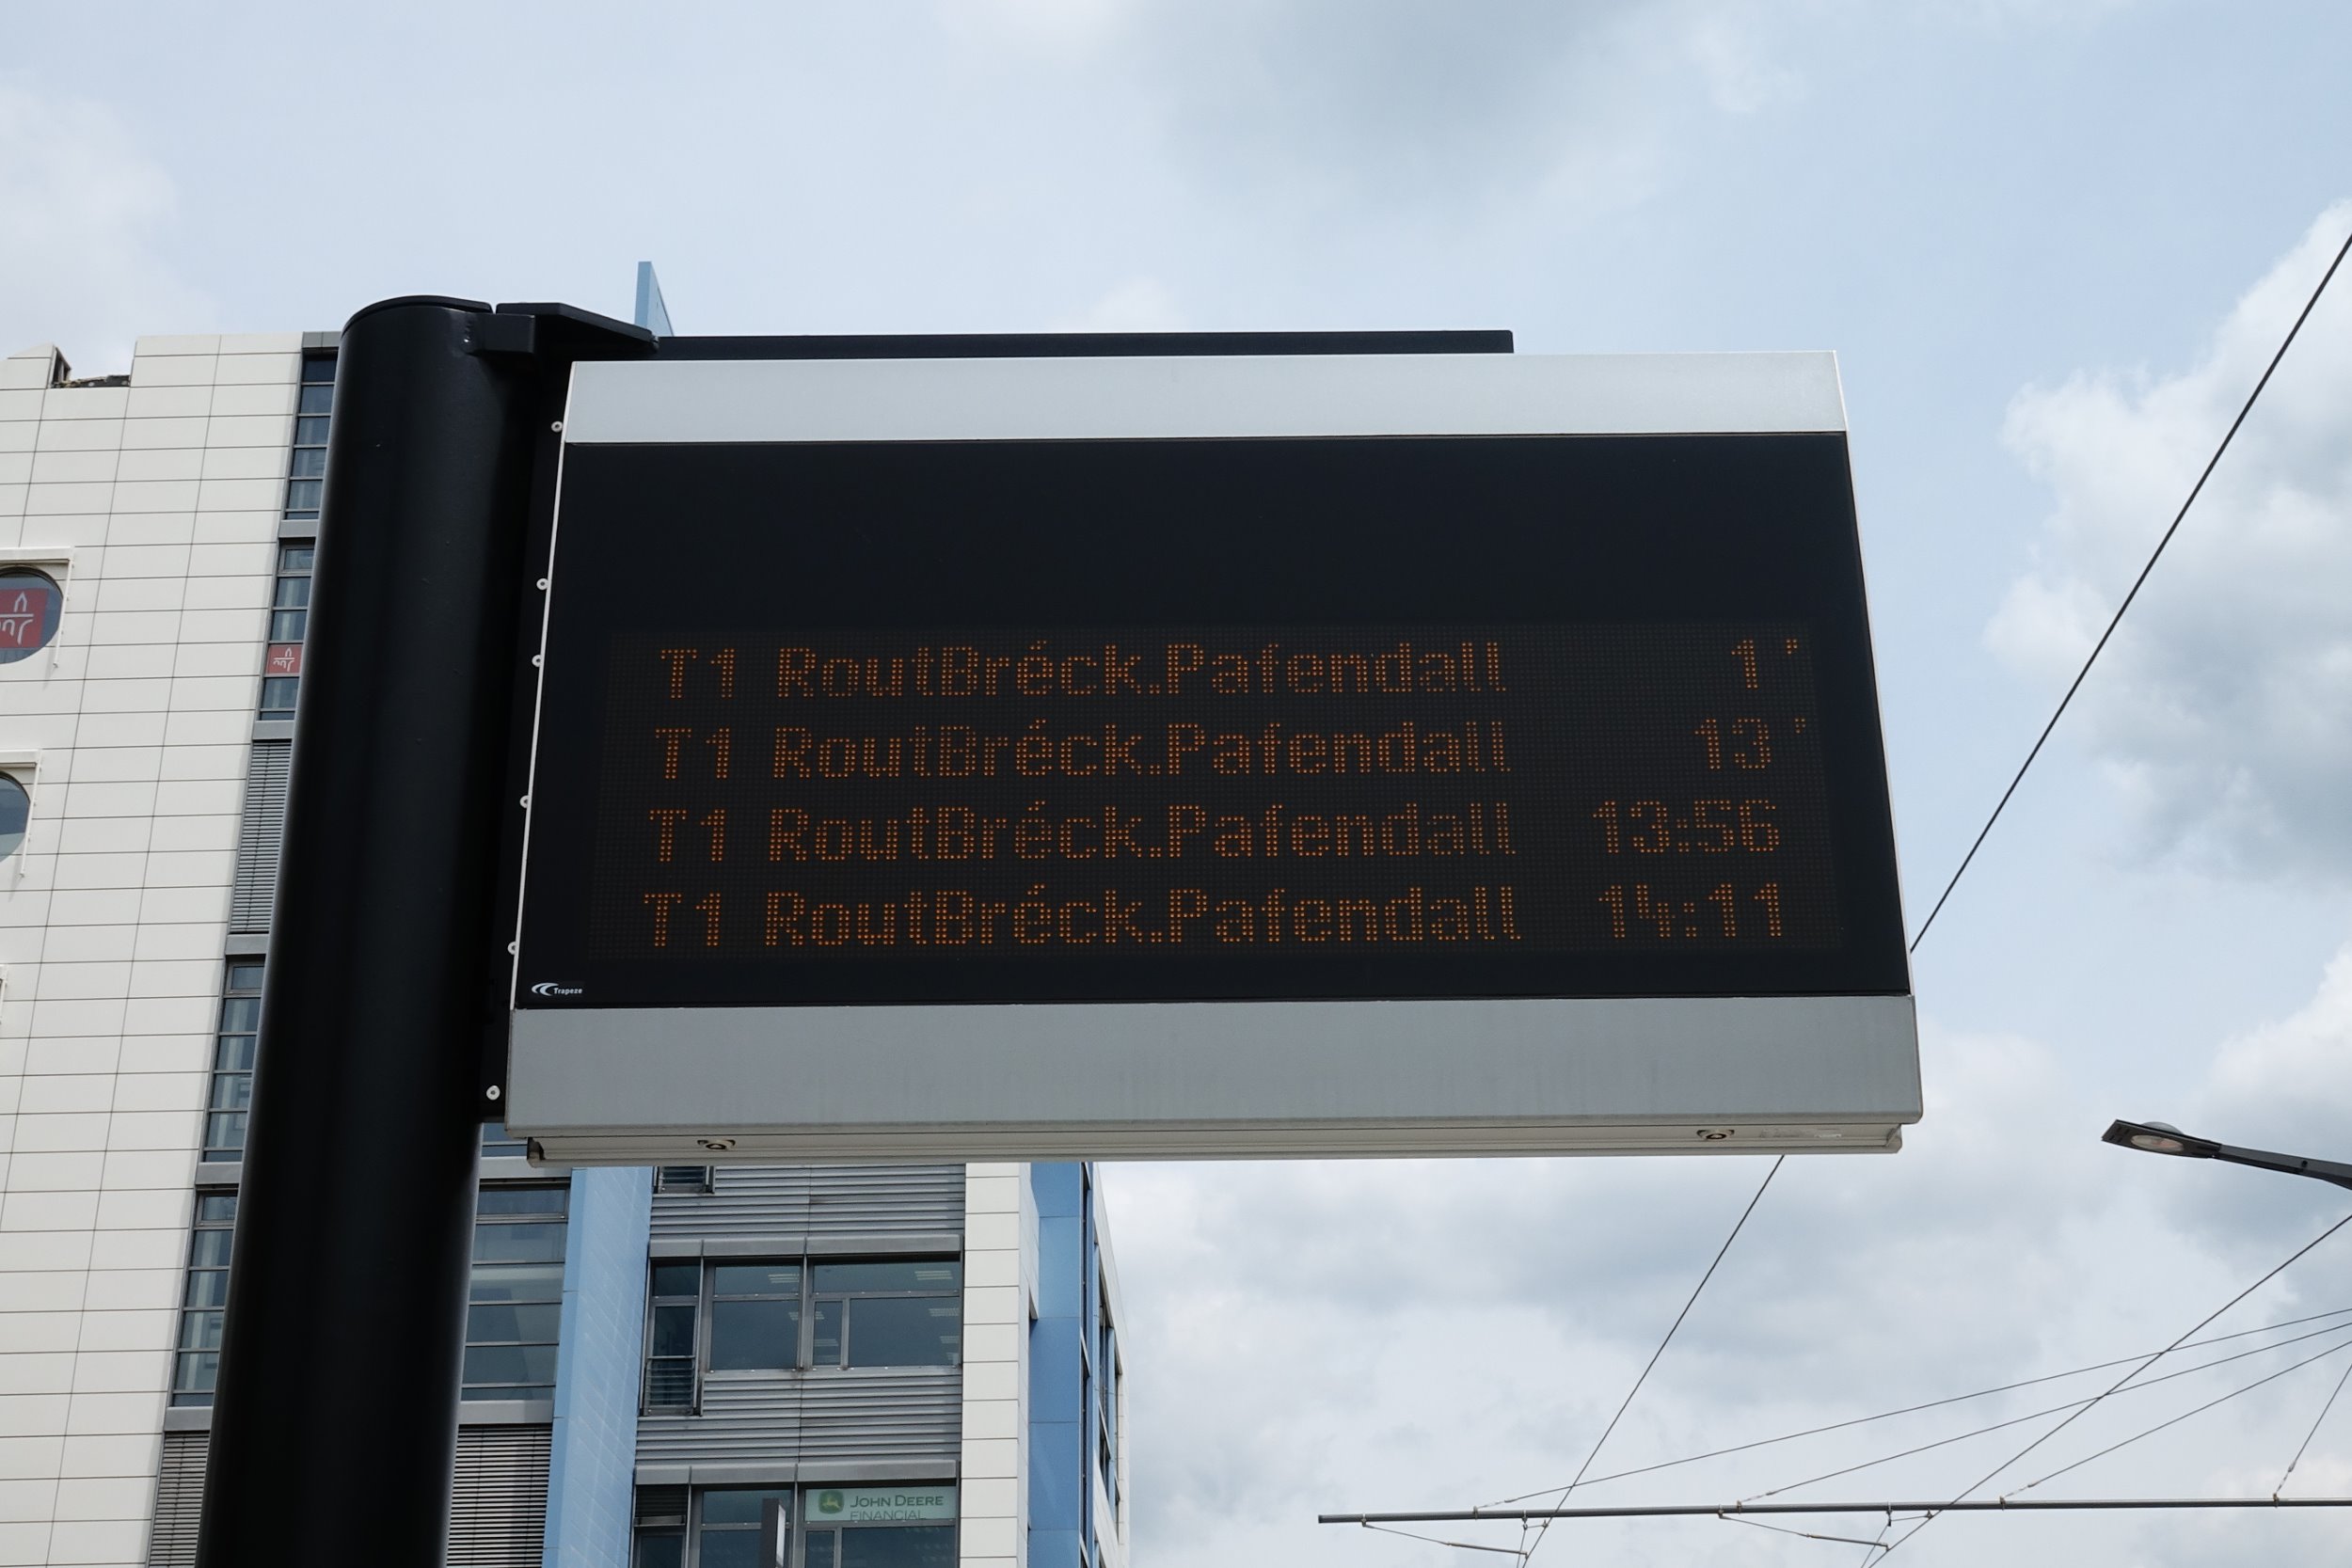 T1 RoutBréck.Pafendall 1'
T1 RoutBréck.Pafendall 13'
T1 RoutBréck.Pafendall 13:56
T1 RoutBréck.Pafendall 14:11
Trapeze
JOHN DEERE
FINANCIAL